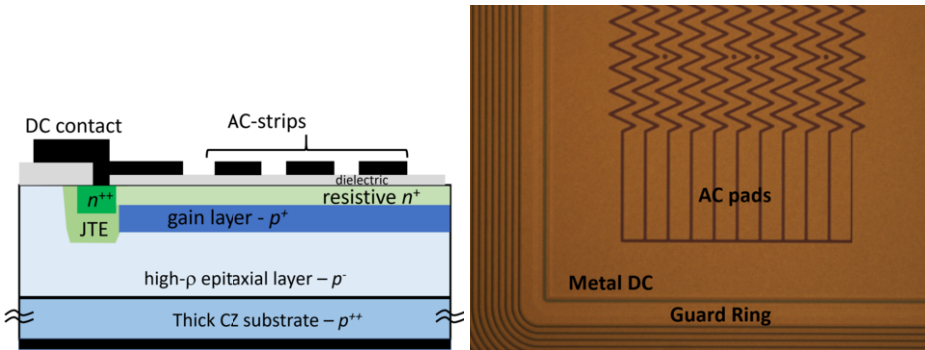 DC contact
AC-strips
dielectric
n++
resistive n+
gain layer - p+
JTE
high-ρ epitaxial layer – p-
Thick CZ substrate – p++
AC pads
Metal DC
Guard Ring